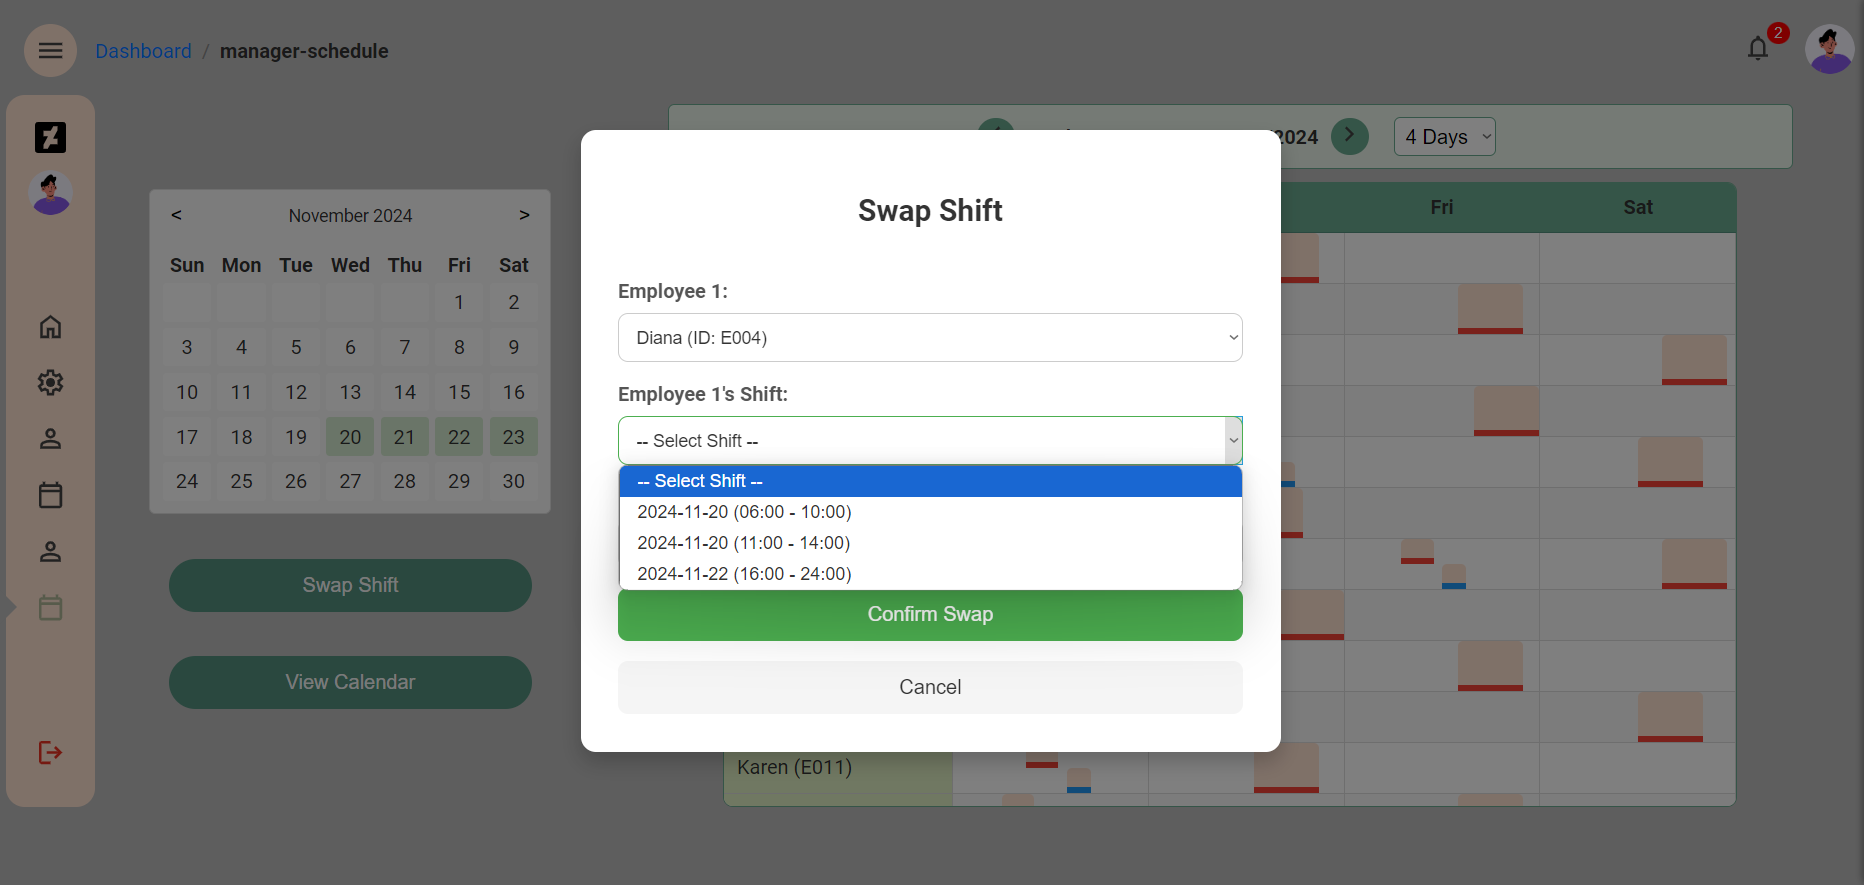 Dashboard / manager-schedule
2
2024
4 Days
< November 2024 >
Sun Mon Tue Wed Thu Fri Sat
1 2
3 4 5 6 7 8 9
10 11 12 13 14 15 16
17 18 19 20 21 22 23
24 25 26 27 28 29 30
Swap Shift
View Calendar
Swap Shift
Employee 1:
Diana (ID: E004)
Employee 1's Shift:
-- Select Shift --
-- Select Shift --
2024-11-20 (06:00 - 10:00)
2024-11-20 (11:00 - 14:00)
2024-11-22 (16:00 - 24:00)
Confirm Swap
Cancel
Fri Sat
Karen (E011)